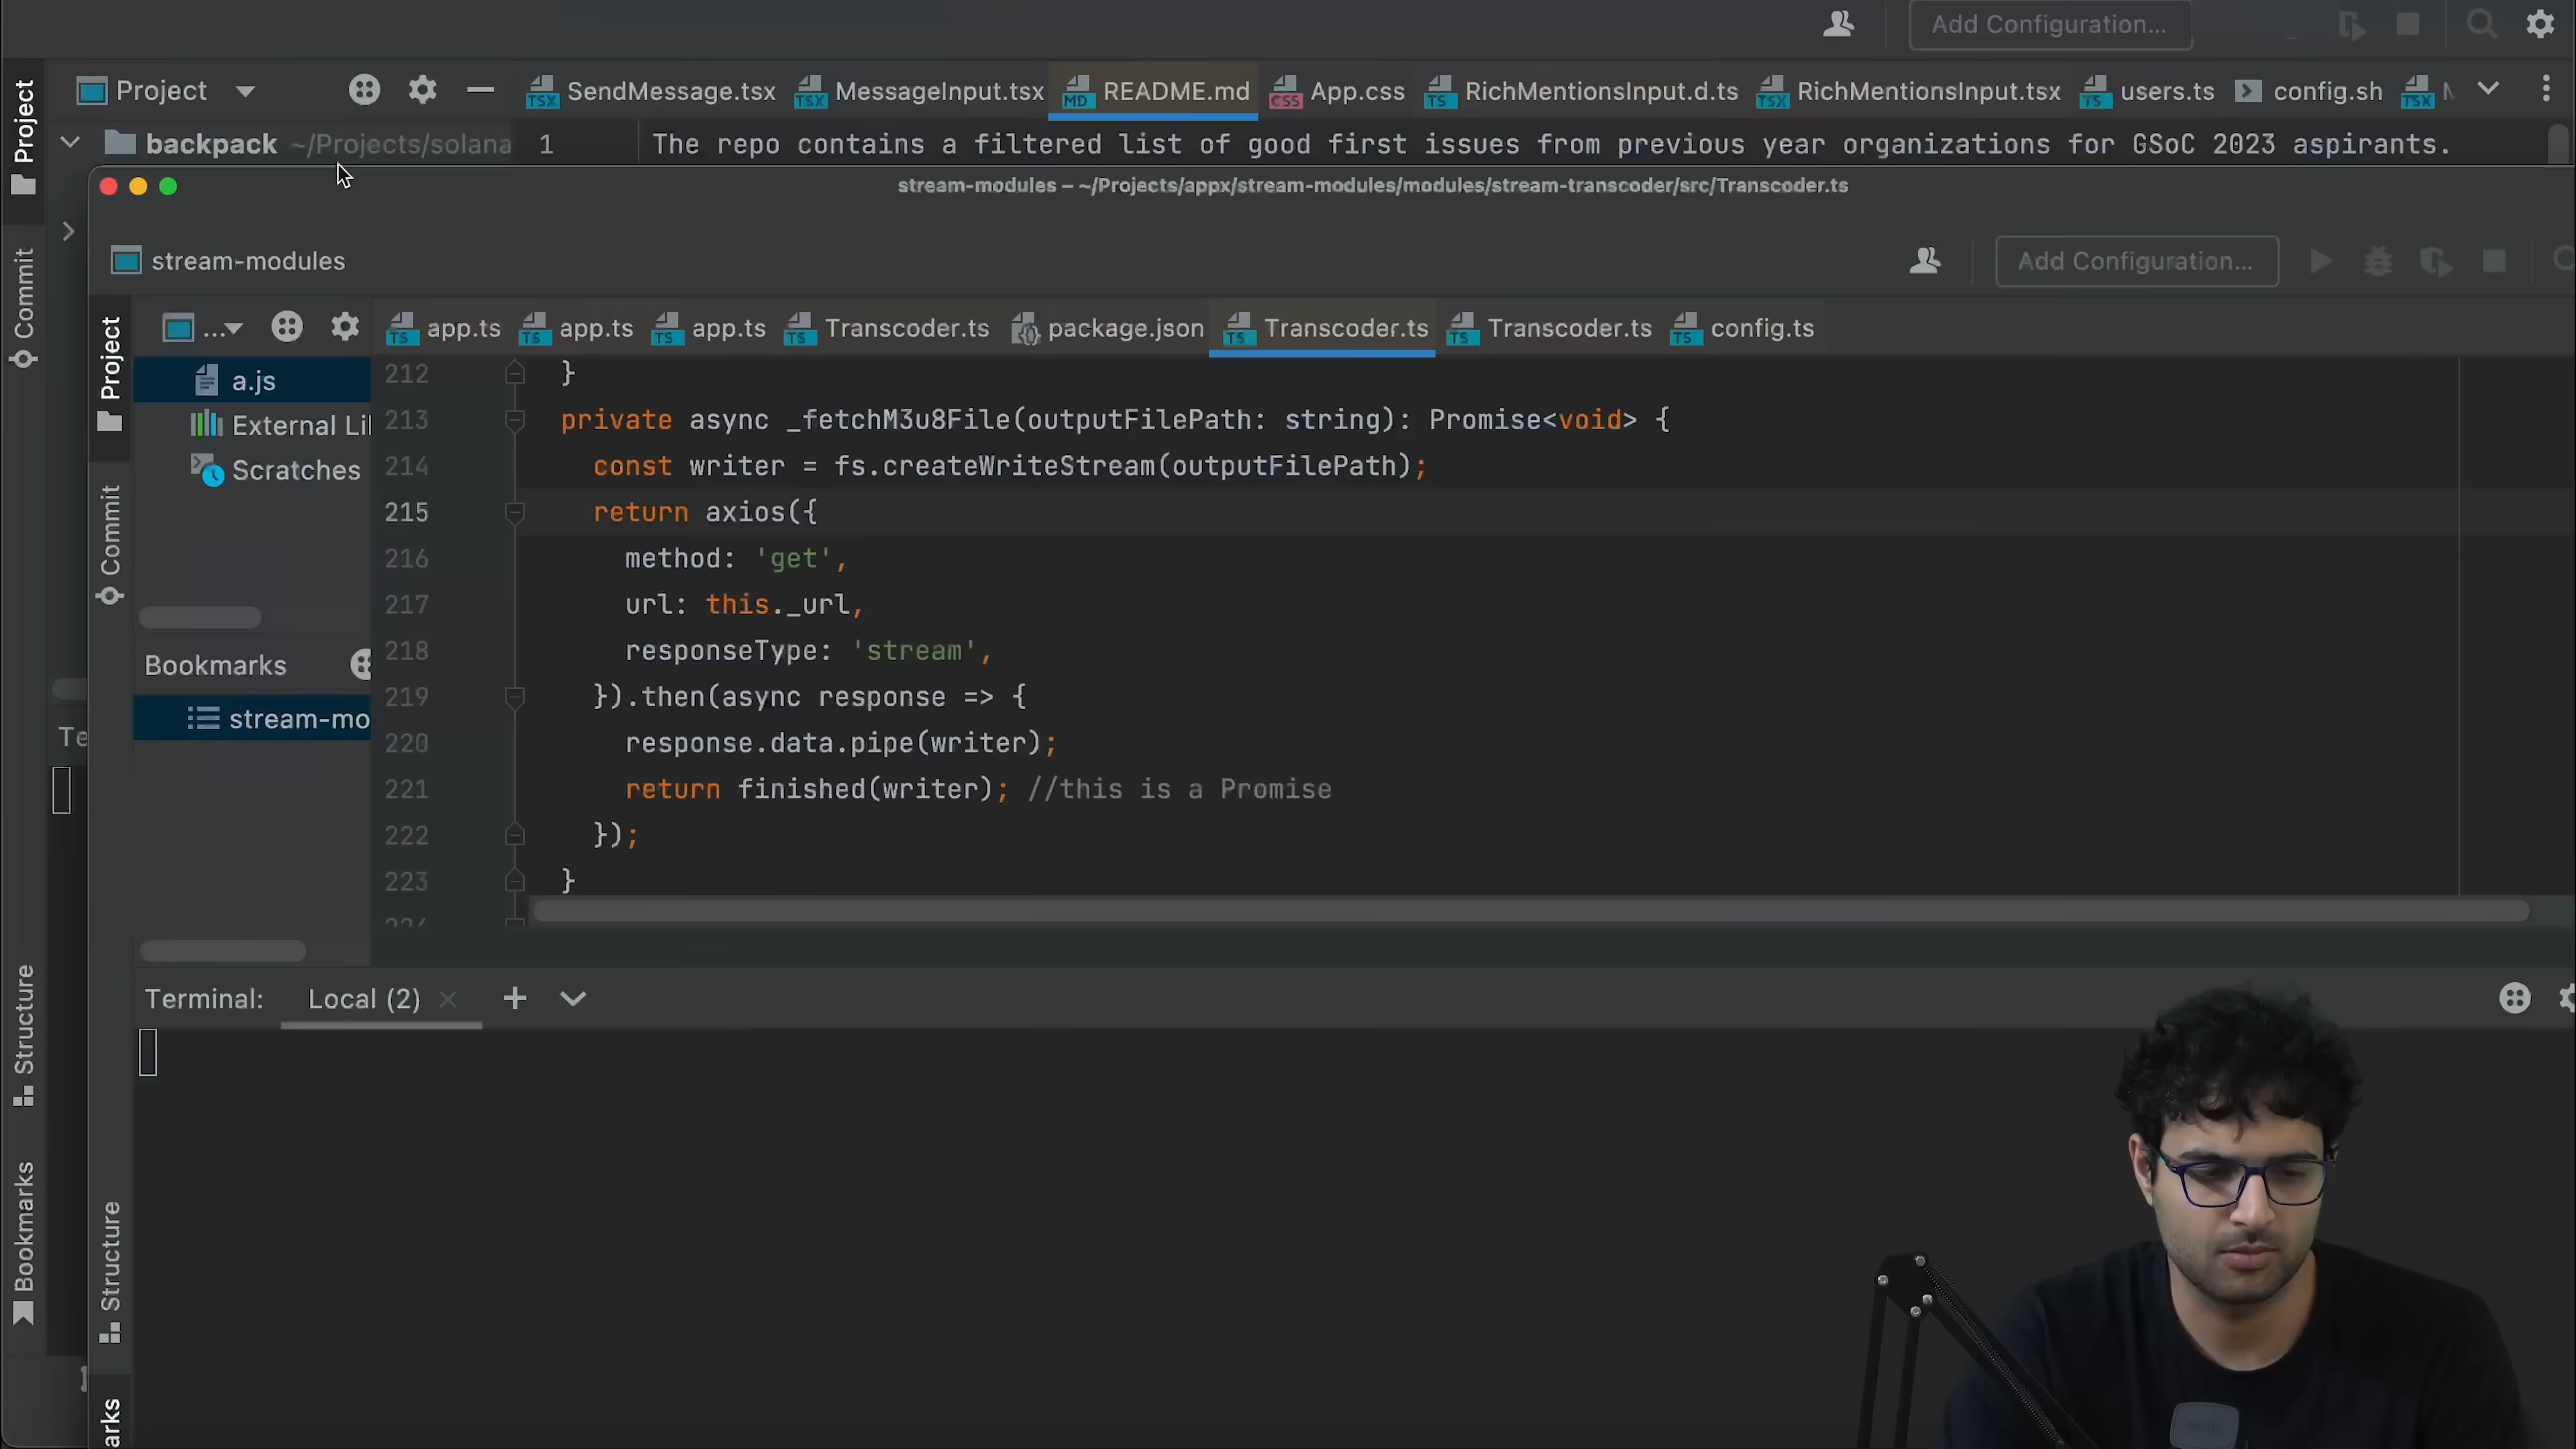 Add Configuration...
Project
Project
SendMessage.tsx
MessageInput.tsx
README.md
App.css
RichMentionsInput.d.ts
RichMentionsInput.tsx
users.ts
config.sh
backpack ~/Projects/solana
1
The repo contains a filtered list of good first issues from previous year organizations for GSoC 2023 aspirants.
stream-modules – ~/Projects/appx/stream-modules/modules/stream-transcoder/src/Transcoder.ts
Commit
stream-modules
Add Configuration...
Project
...
app.ts
app.ts
app.ts
Transcoder.ts
package.json
Transcoder.ts
Transcoder.ts
config.ts
a.js
External Li
Scratches
Commit
Bookmarks
stream-mo
212 }
213 private async _fetchM3u8File(outputFilePath: string): Promise<void> {
214 const writer = fs.createWriteStream(outputFilePath);
215 return axios({
216 method: 'get',
217 url: this._url,
218 responseType: 'stream',
219 }).then(async response => {
220 response.data.pipe(writer);
221 return finished(writer); //this is a Promise
222 });
223 }
Te
Terminal:
Local (2)
Structure
Bookmarks
Structure
arks